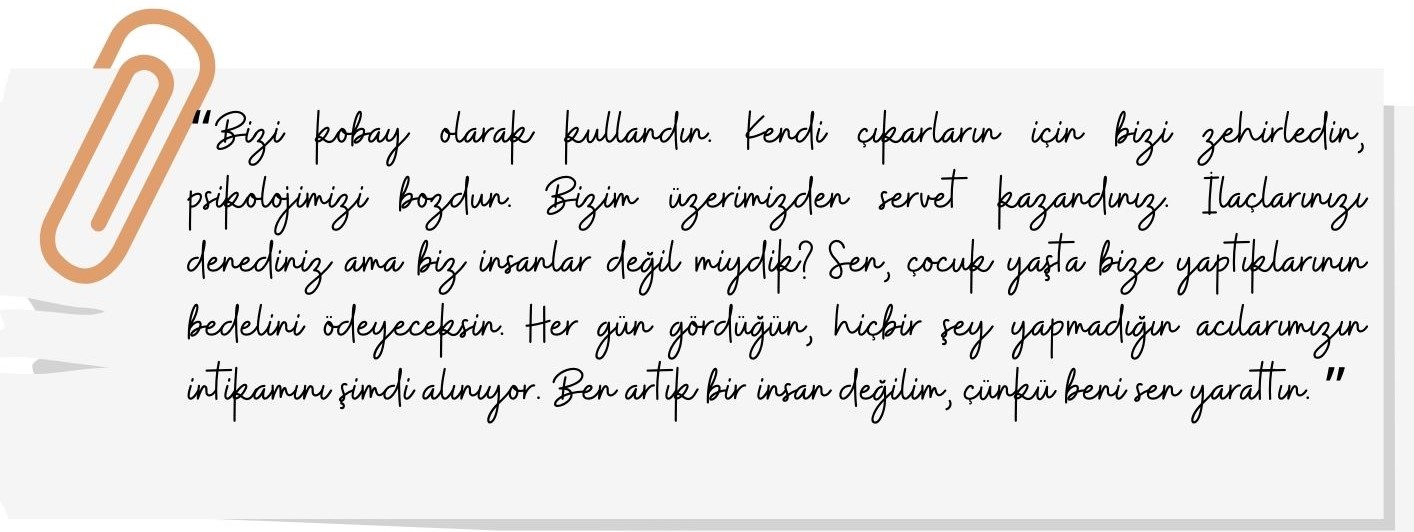 “Bizi kobay olarak kullandın. Kendi çıkarların için bizi zehirledin,
psikolojimizi bozdun. Bizim üzerimizden servet kazandınız. İlaçlarınızı
denediniz ama biz insanlar değil miydik? Sen, çocuk yaşta bize yaptıklarının
bedelini ödeyeceksin. Her gün gördüğün, hiçbir şey yapmadığın acılarımızın
intikamını şimdi alınıyor. Ben artık bir insan değilim, çünkü beni sen yarattın. ”